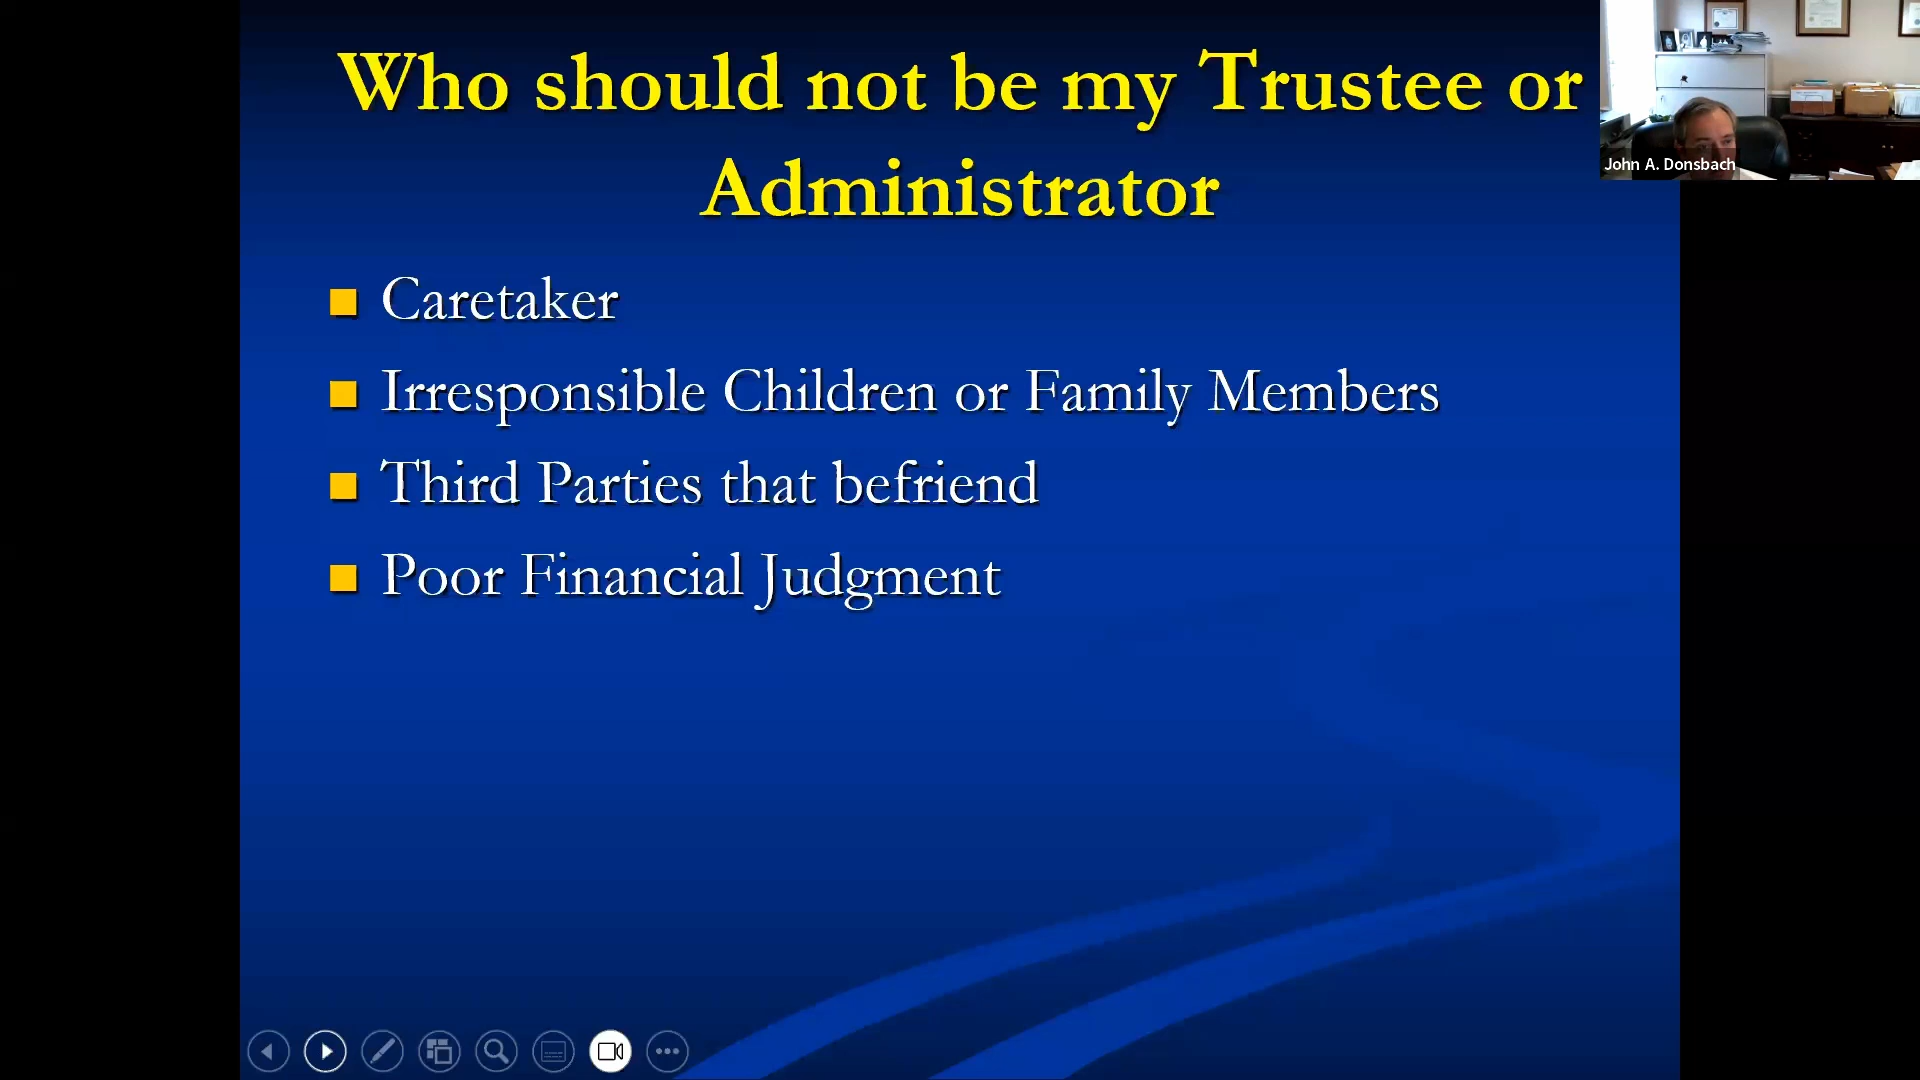 Who should not be my Trustee or
Administrator
Caretaker
Irresponsible Children or Family Members
Third Parties that befriend
Poor Financial Judgment
John A. Donsbach